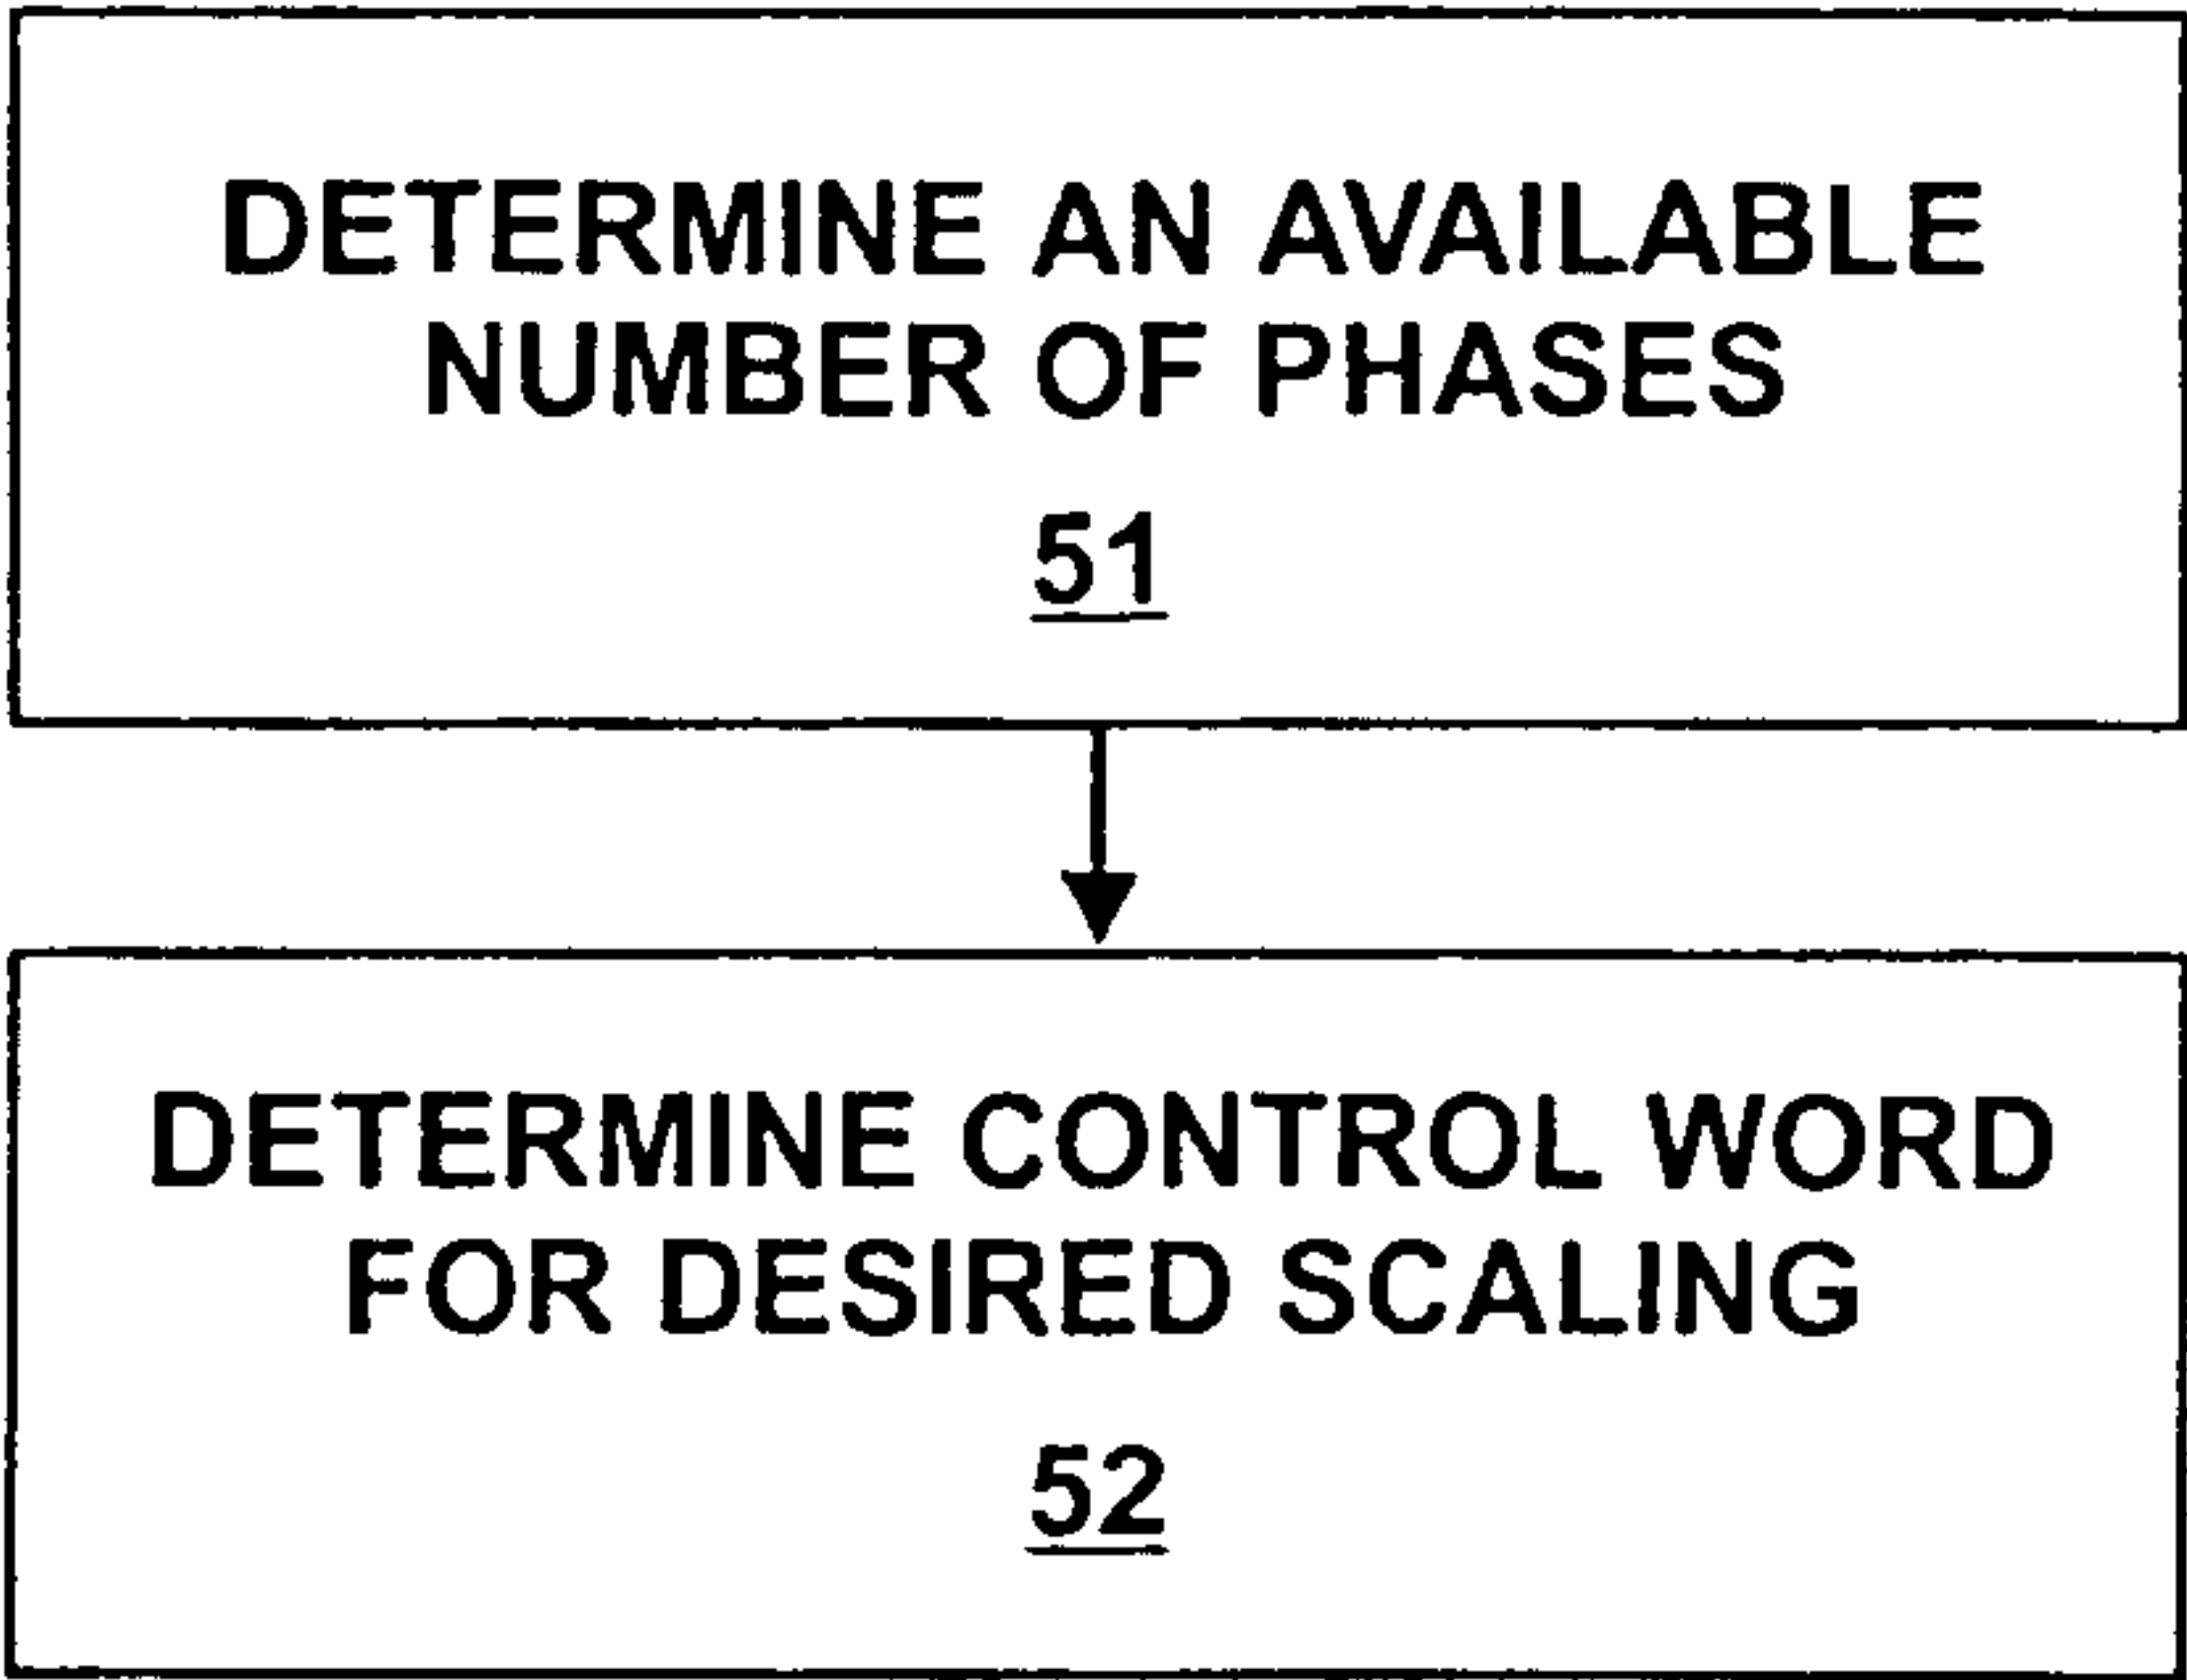 DETERMINE AN AVAILABLE
NUMBER OF PHASES
51
DETERMINE CONTROL WORD
FOR DESIRED SCALING
52